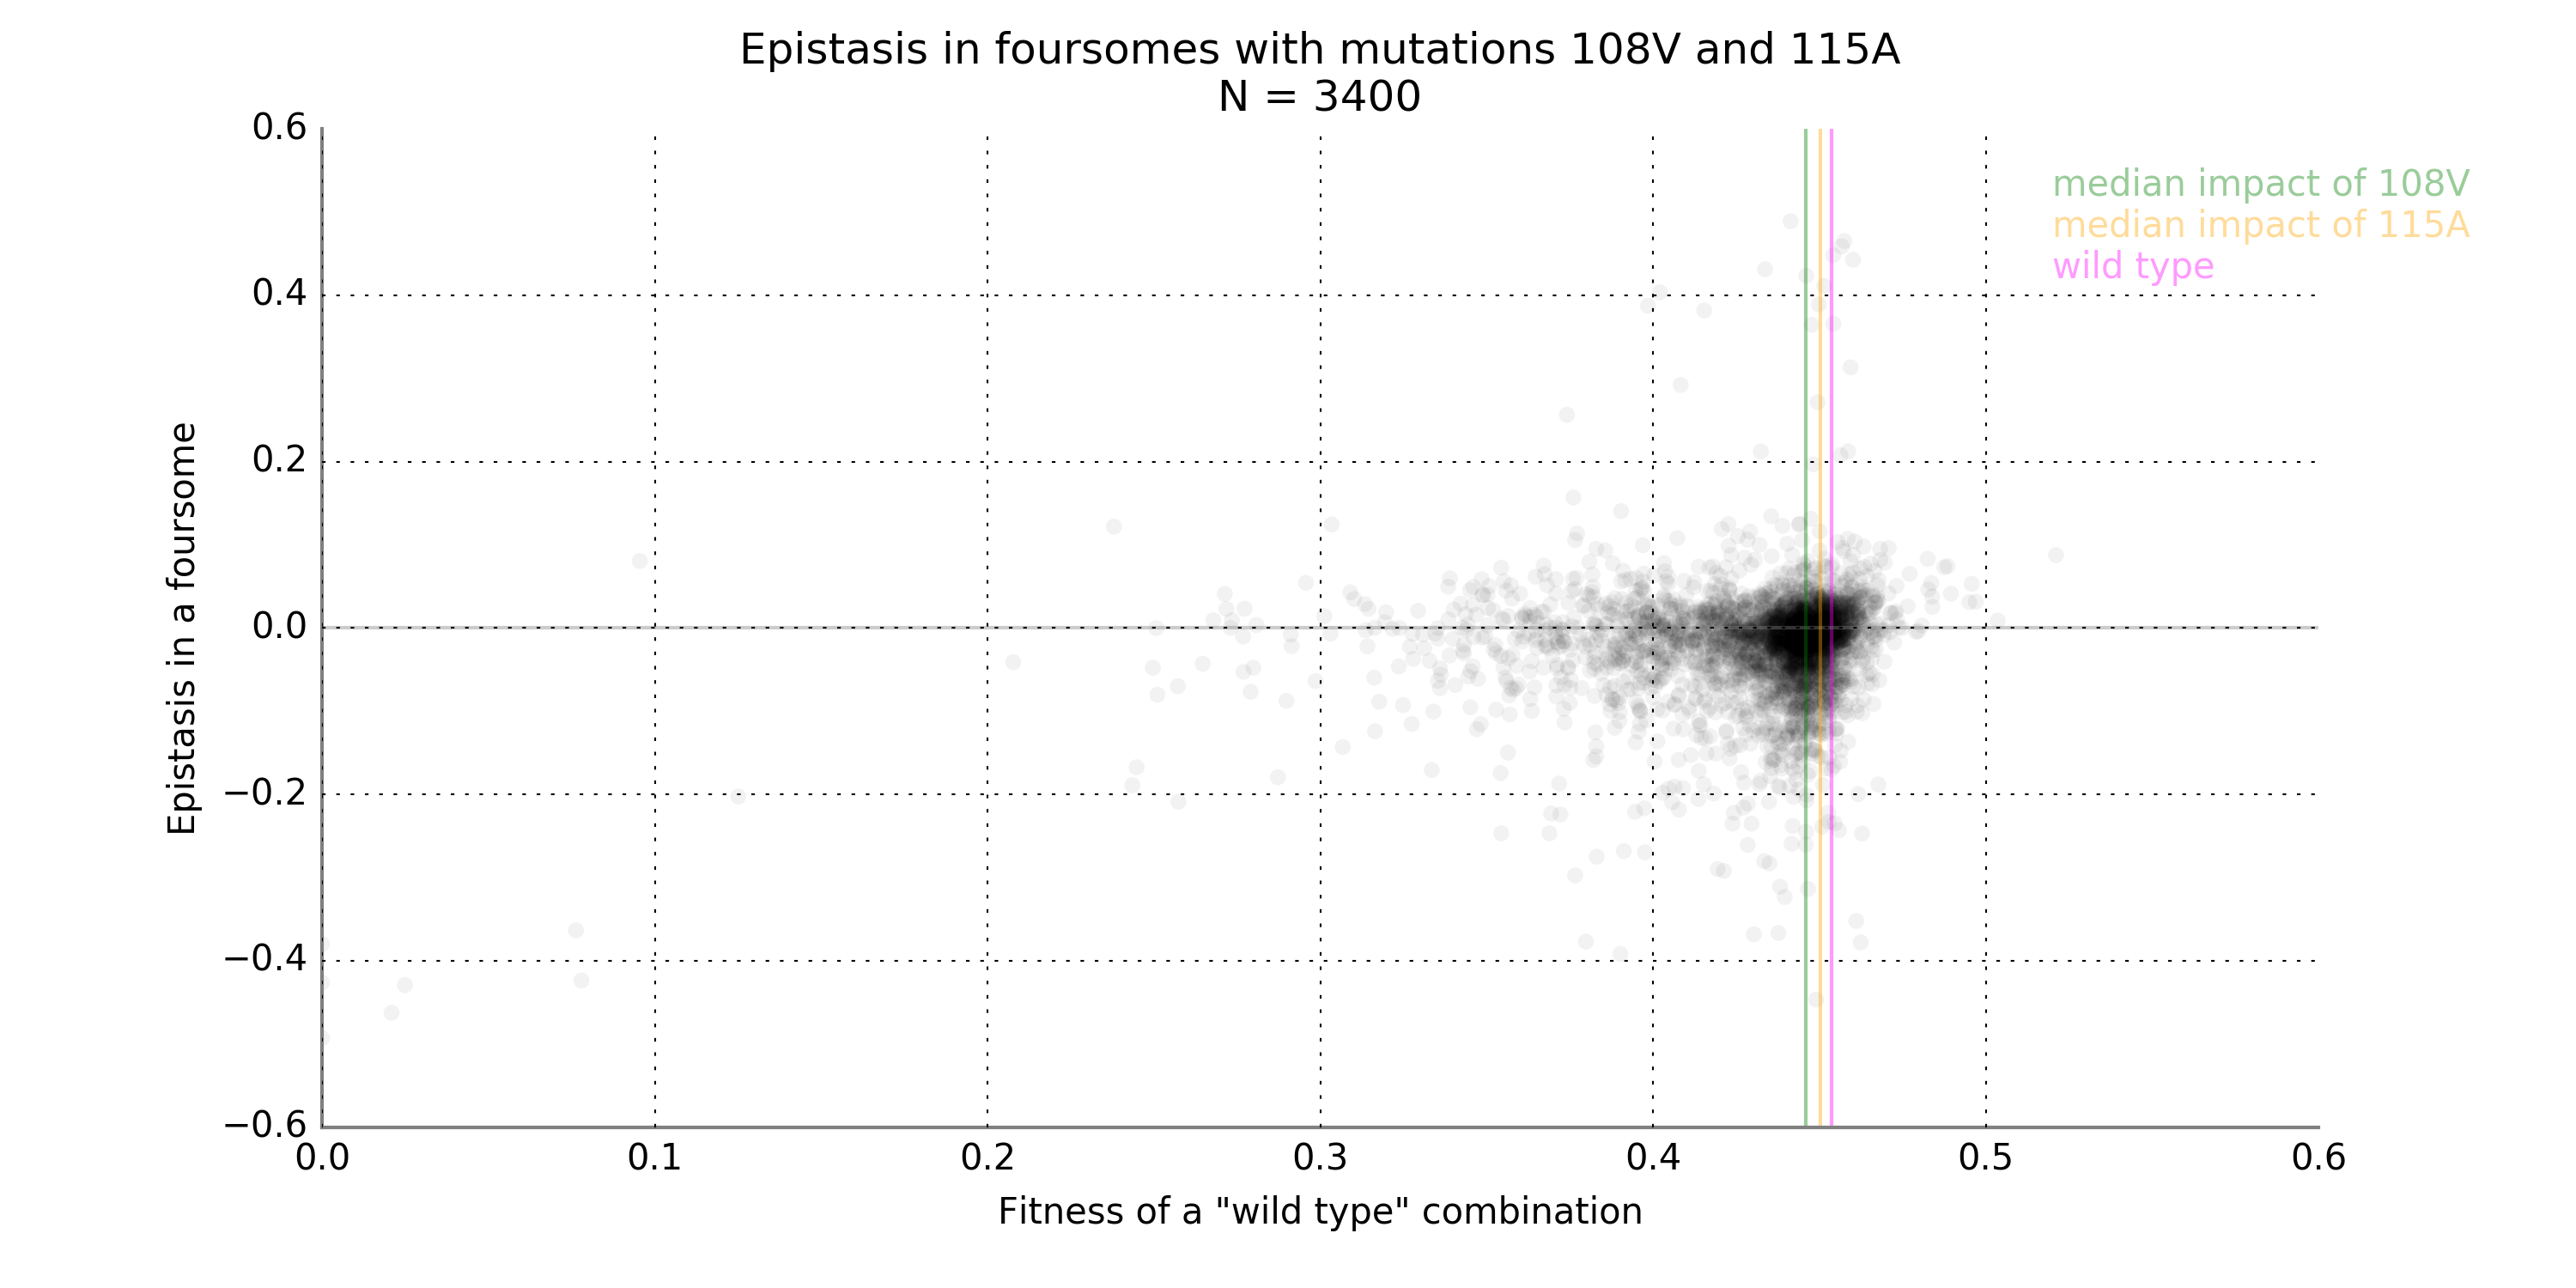 Epistasis in foursomes with mutations 108V and 115A
N = 3400
median impact of 108V
median impact of 115A
wild type
Epistasis in a foursome
0.6
0.4
0.2
0.0
−0.2
−0.4
−0.6
0.0 0.1 0.2 0.3 0.4 0.5 0.6
Fitness of a "wild type" combination